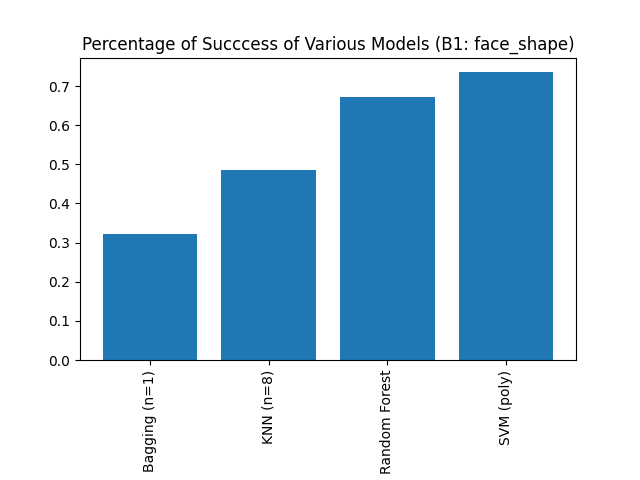 Percentage of Succcess of Various Models (B1: face_shape)
0.7
0.6
0.5
0.4
0.3
0.2
0.1
0.0
Bagging (n=1)
KNN (n=8)
Random Forest
SVM (poly)